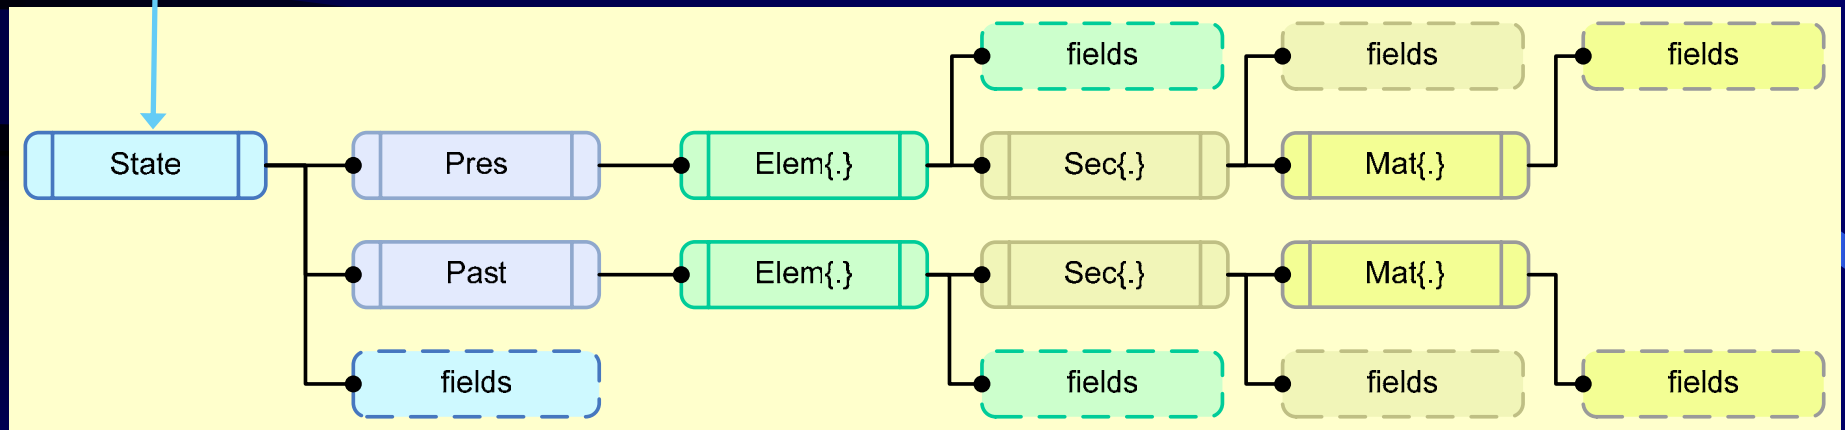 fields fields fields
State Pres Elem{.} Sec{.} Mat{.}
Past Elem{.} Sec{.} Mat{.}
fields fields fields fields